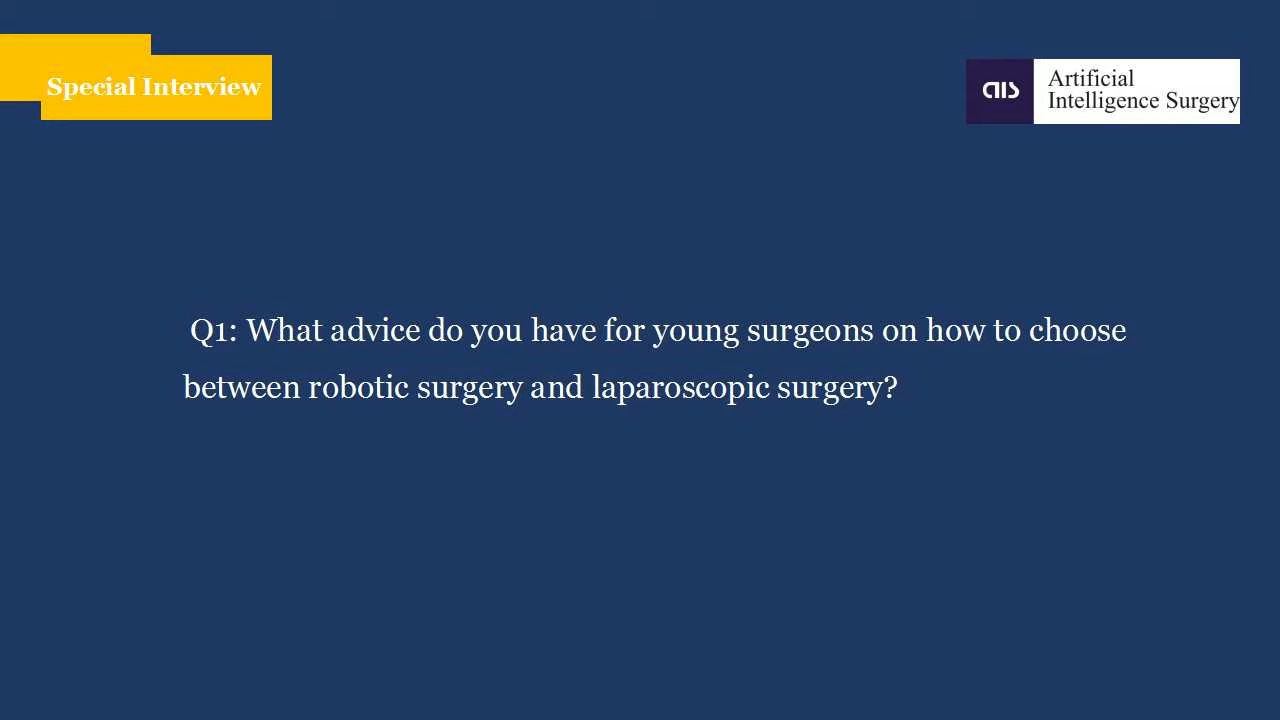 Special Interview
ais
Artificial
Intelligence Surgery
Q1: What advice do you have for young surgeons on how to choose
between robotic surgery and laparoscopic surgery?